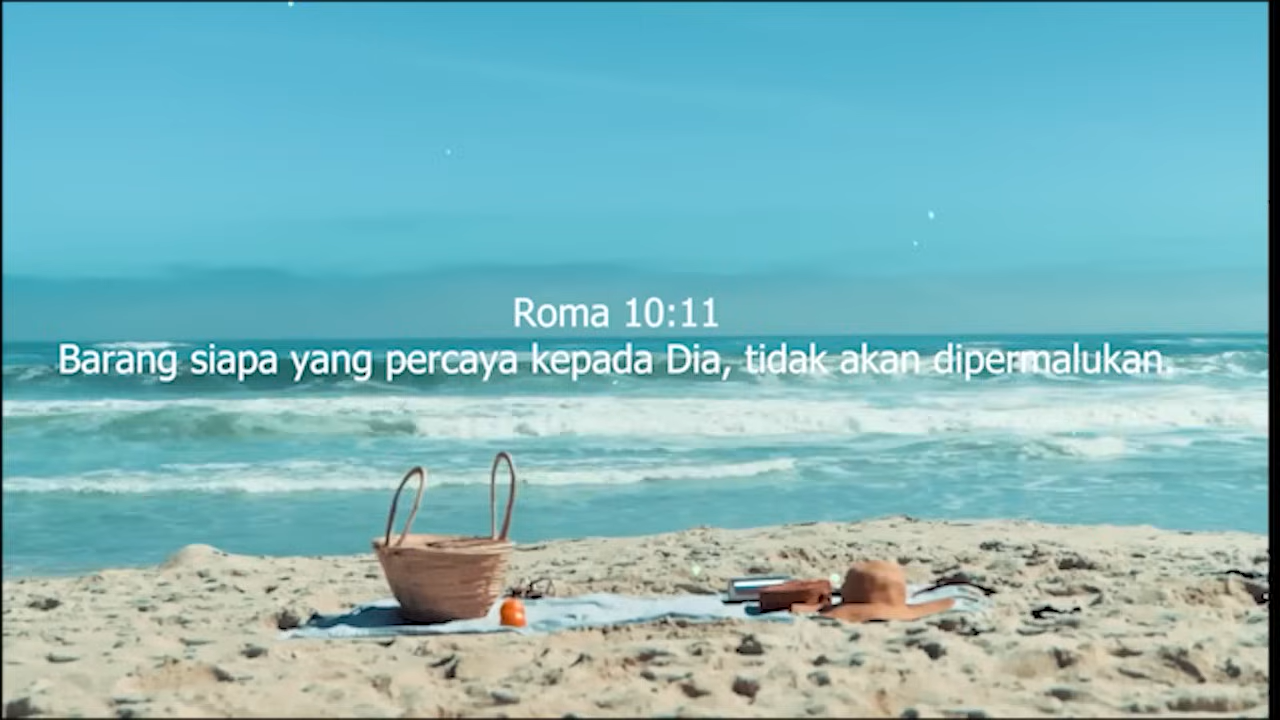 Roma 10:11
Barang siapa yang percaya kepada Dia, tidak akan dipermalukan.